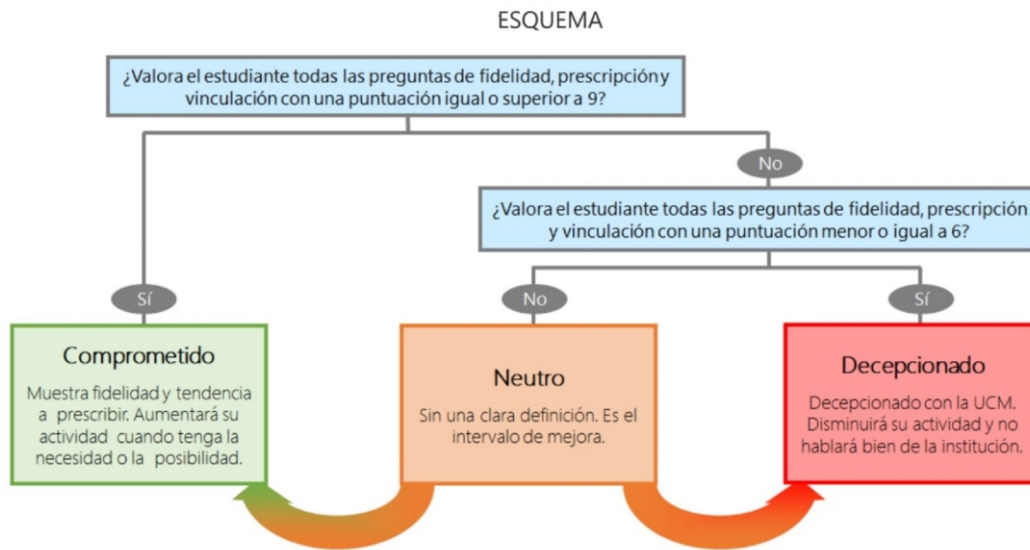 ESQUEMA
¿Valora el estudiante todas las preguntas de fidelidad, prescripción y
vinculación con una puntuación igual o superior a 9?
No
¿Valora el estudiante todas las preguntas de fidelidad, prescripción
y vinculación con una puntuación menor o igual a 6?
Sí
No
Sí
Comprometido
Muestra fidelidad y tendencia
a prescribir. Aumentará su
actividad cuando tenga la
necesidad o la posibilidad.
Neutro
Sin una clara definición. Es el
intervalo de mejora.
Decepcionado
Decepcionado con la UCM.
Disminuirá su actividad y no
hablará bien de la institución.